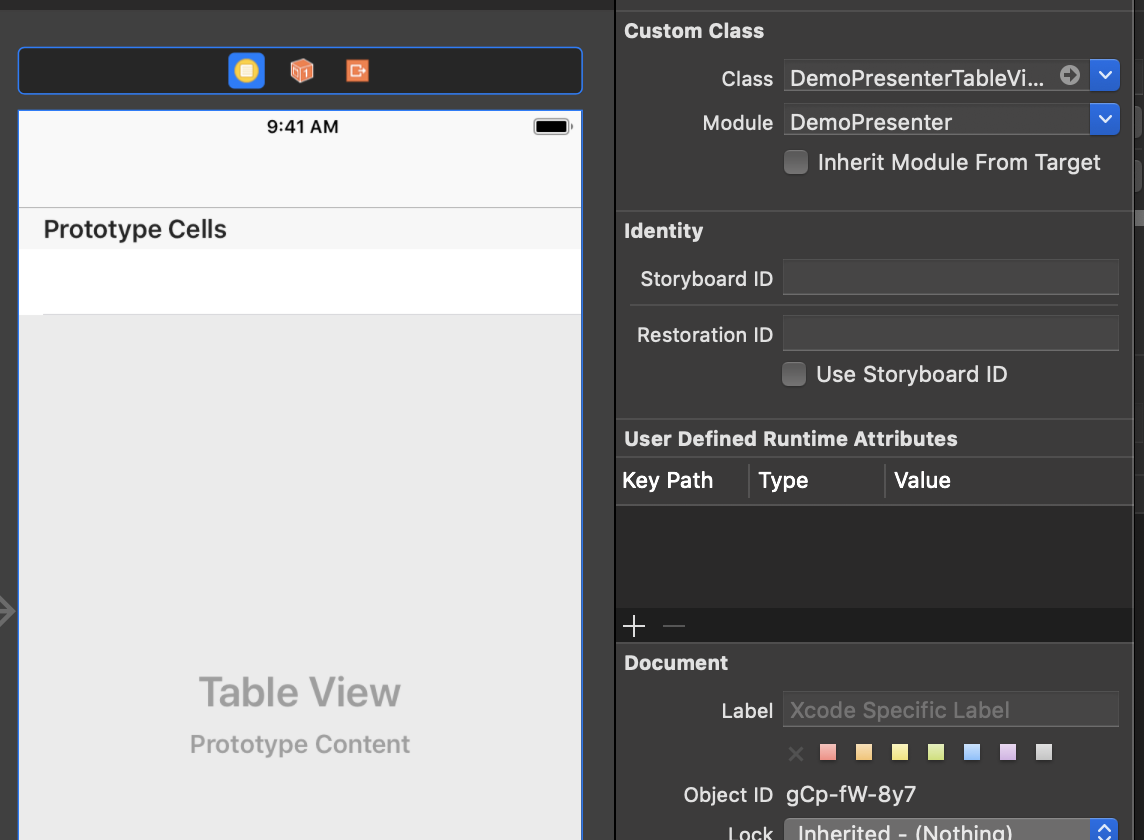 9:41 AM
Prototype Cells
Table View
Prototype Content
Custom Class
Class DemoPresenterTableVi...
Module DemoPresenter
Inherit Module From Target
Identity
Storyboard ID
Restoration ID
Use Storyboard ID
User Defined Runtime Attributes
Key Path Type Value
Document
Label Xcode Specific Label
Object ID gCp-fW-8y7
Lock Inherited - (Nothing)